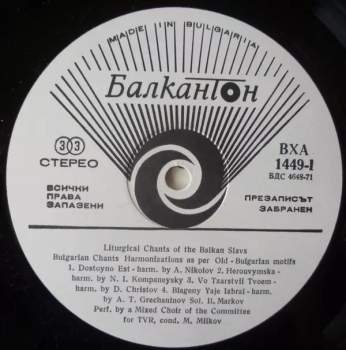 MADE IN BULGARIA
Балкантон
33
СТЕРЕО
ВСИЧКИ
ПРАВА
ЗАПАЗЕНИ
ВХА
1449-I
БДС 4648-71
ПРЕЗАПИСЪТ
ЗАБРАНЕН
Liturgical Chants of the Balkan Slavs
Bulgarian Chants Harmonizations as per Old - Bulgarian motifs
1. Dostoyno Est - harm. by A. Nikolov 2. Herouvymska -
harm. by N. I. Kompaneysky 3. Vo Tzarstvii Tvoem -
harm. by D. Christov 4. Blageny Yaje Izbral - harm.
by A. T. Grechaninov Sol. II. Markov
Perf. by a Mixed Choir of the Committee
for TVR, cond. M. Milkov